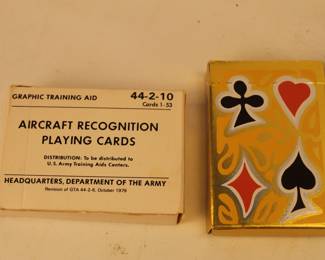 GRAPHIC TRAINING AID 44-2-10
Cards 1-53
AIRCRAFT RECOGNITION
PLAYING CARDS
DISTRIBUTION: To be distributed to
U.S. Army Training Aids Centers.
HEADQUARTERS, DEPARTMENT OF THE ARMY
Revision of GTA 44-2-8, October 1976